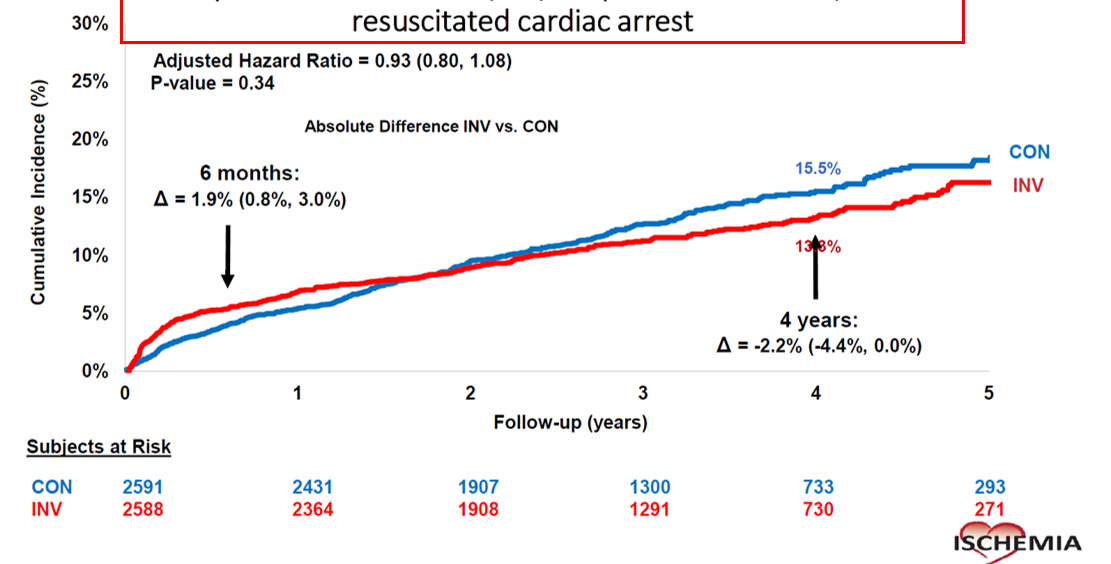 resuscitated cardiac arrest
30%
25%
20%
15%
10%
5%
0%
Cumulative Incidence (%)
Adjusted Hazard Ratio = 0.93 (0.80, 1.08)
P-value = 0.34
Absolute Difference INV vs. CON
6 months:
Δ = 1.9% (0.8%, 3.0%)
15.5%
CON
INV
13.3%
4 years:
Δ = -2.2% (-4.4%, 0.0%)
0 1 2 3 4 5
Follow-up (years)
Subjects at Risk
CON 2591 2431 1907 1300 733 293
INV 2588 2364 1908 1291 730 271
ISCHEMIA